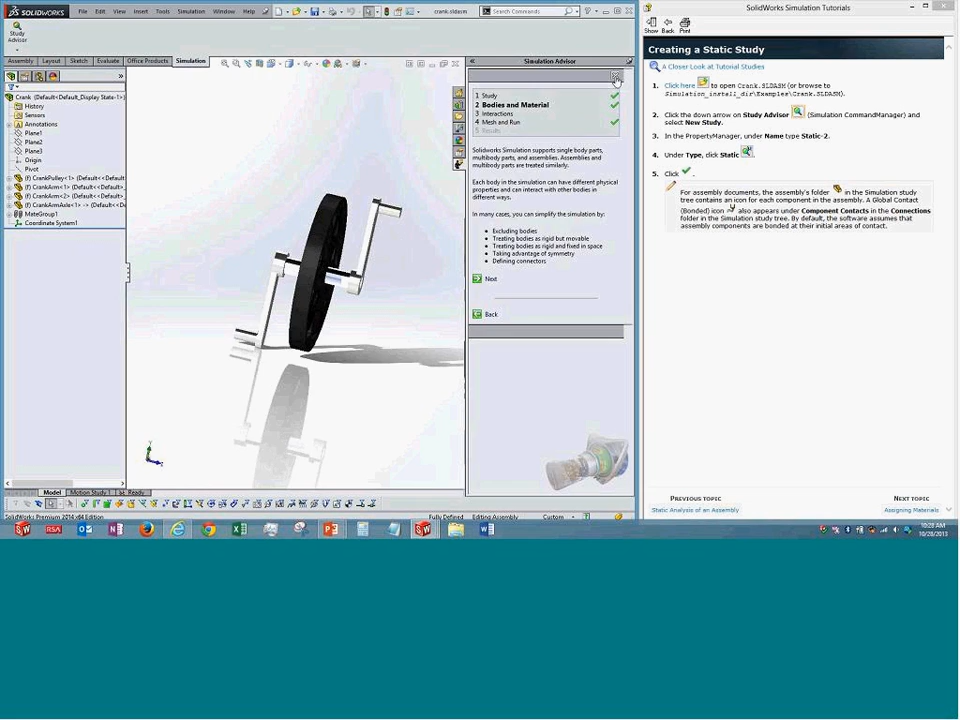 SOLIDWORKS File Edit View Insert Tools Simulation Window Help crank.sldasm Search Commands
Study
Advisor
Assembly Layout Sketch Evaluate Office Products Simulation
Crank (Default<Default_Display State-1>)
History
Sensors
Annotations
Plane1
Plane2
Plane3
Origin
Pivot
(f) CrankPulley<1> (Default<<Default
(f) CrankArm<1> (Default<<Default_
(f) CrankArm<2> (Default<<Default_
(f) CrankArmAxle<1> -> (Default<<D
MateGroup1
Coordinate System1
Model Motion Study 1 Ready
SolidWorks Premium 2014 x64 Edition Fully Defined Editing Assembly Custom
Simulation Advisor
1 Study
2 Bodies and Material
3 Interactions
4 Mesh and Run
5 Results
Solidworks Simulation supports single body parts,
multibody parts, and assemblies. Assemblies and
multibody parts are treated similarly.
Each body in the simulation can have different physical
properties and can interact with other bodies in
different ways.
In many cases, you can simplify the simulation by:
• Excluding bodies
• Treating bodies as rigid but movable
• Treating bodies as rigid and fixed in space
• Taking advantage of symmetry
• Defining connectors
Next
Back
SolidWorks Simulation Tutorials
Show Back Print
Creating a Static Study
A Closer Look at Tutorial Studies
1. Click here to open Crank.SLDASM (or browse to
Simulation_install_dir\Examples\Crank.SLDASM).
2. Click the down arrow on Study Advisor (Simulation CommandManager) and
select New Study.
3. In the PropertyManager, under Name type Static-2.
4. Under Type, click Static .
5. Click .
For assembly documents, the assembly's folder in the Simulation study
tree contains an icon for each component in the assembly. A Global Contact
(Bonded) icon also appears under Component Contacts in the Connections
folder in the Simulation study tree. By default, the software assumes that
assembly components are bonded at their initial areas of contact.
PREVIOUS TOPIC NEXT TOPIC
Static Analysis of an Assembly Assigning Materials
RSA
10:28 AM
10/28/2013